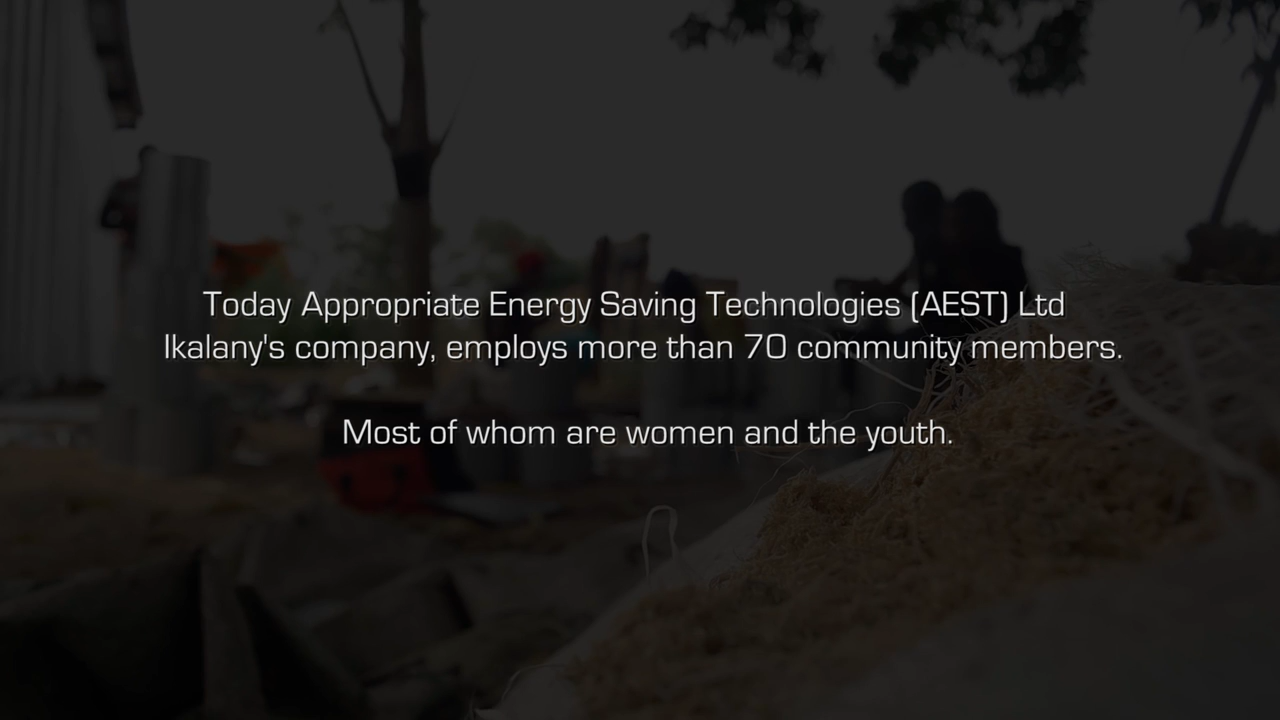 Today Appropriate Energy Saving Technologies (AEST) Ltd
Ikalany's company, employs more than 70 community members.
Most of whom are women and the youth.